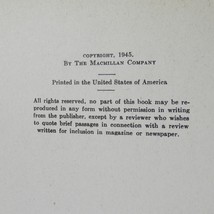 COPYRIGHT, 1945,
BY THE MACMILLAN COMPANY
Printed in the United States of America
All rights reserved, no part of this book may be re-
produced in any form without permission in writing
from the publisher, except by a reviewer who wishes
to quote brief passages in connection with a review
written for inclusion in magazine or newspaper.